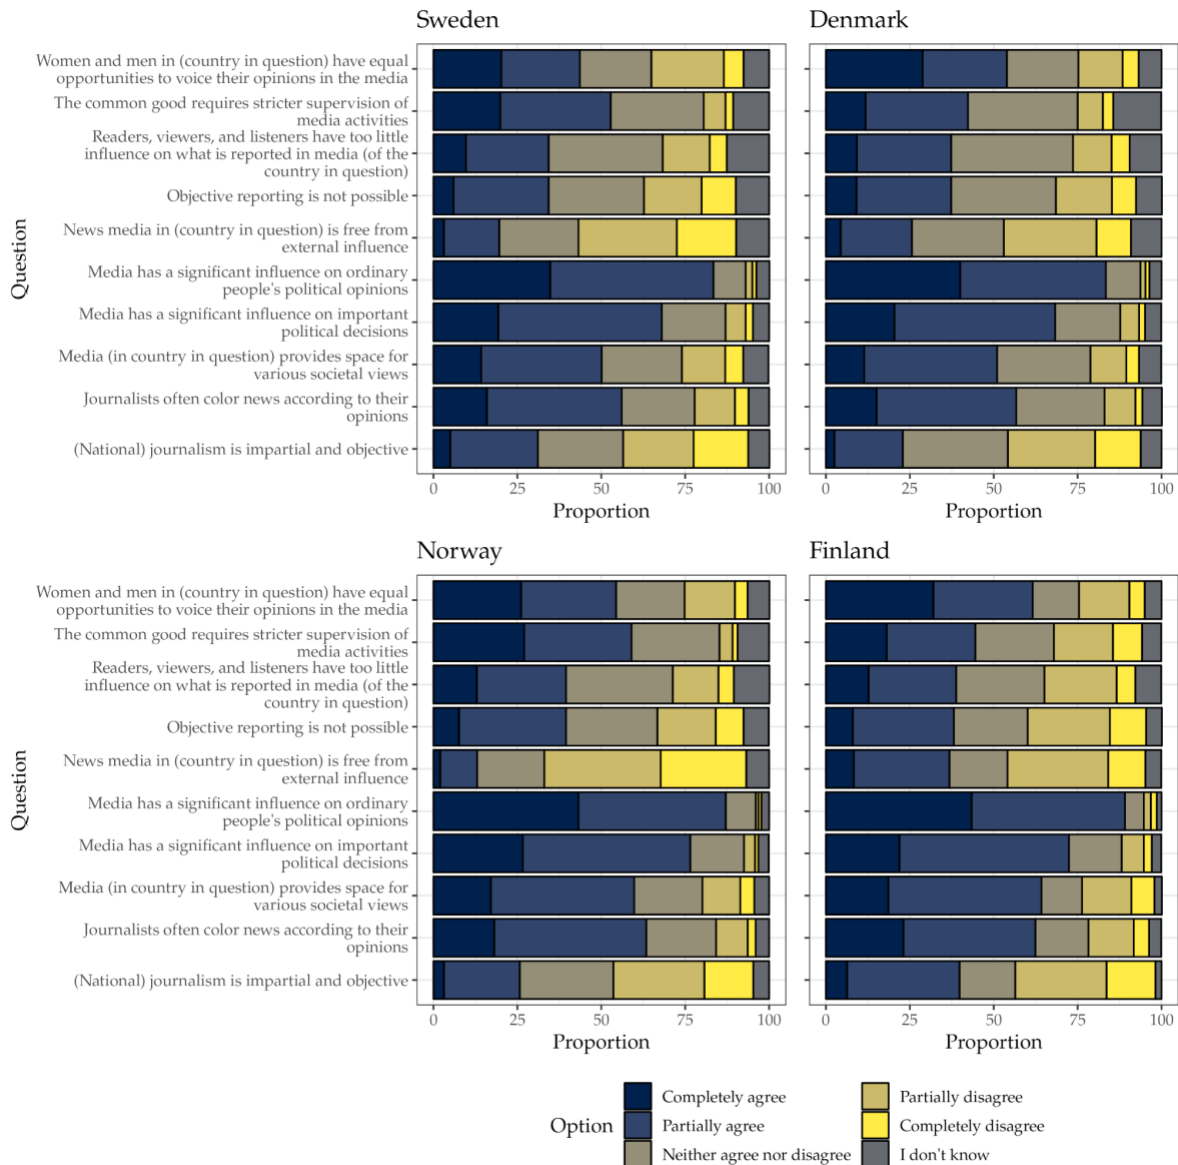 Sweden
Denmark
Question
Women and men in (country in question) have equal
opportunities to voice their opinions in the media
The common good requires stricter supervision of
media activities
Readers, viewers, and listeners have too little
influence on what is reported in media (of the
country in question)
Objective reporting is not possible
News media in (country in question) is free from
external influence
Media has a significant influence on ordinary
people's political opinions
Media has a significant influence on important
political decisions
Media (in country in question) provides space for
various societal views
Journalists often color news according to their
opinions
(National) journalism is impartial and objective
0 25 50 75 100
0 25 50 75 100
Proportion
Proportion
Norway
Finland
Question
Women and men in (country in question) have equal
opportunities to voice their opinions in the media
The common good requires stricter supervision of
media activities
Readers, viewers, and listeners have too little
influence on what is reported in media (of the
country in question)
Objective reporting is not possible
News media in (country in question) is free from
external influence
Media has a significant influence on ordinary
people's political opinions
Media has a significant influence on important
political decisions
Media (in country in question) provides space for
various societal views
Journalists often color news according to their
opinions
(National) journalism is impartial and objective
0 25 50 75 100
0 25 50 75 100
Proportion
Proportion
Option
Completely agree
Partially agree
Neither agree nor disagree
Partially disagree
Completely disagree
I don't know